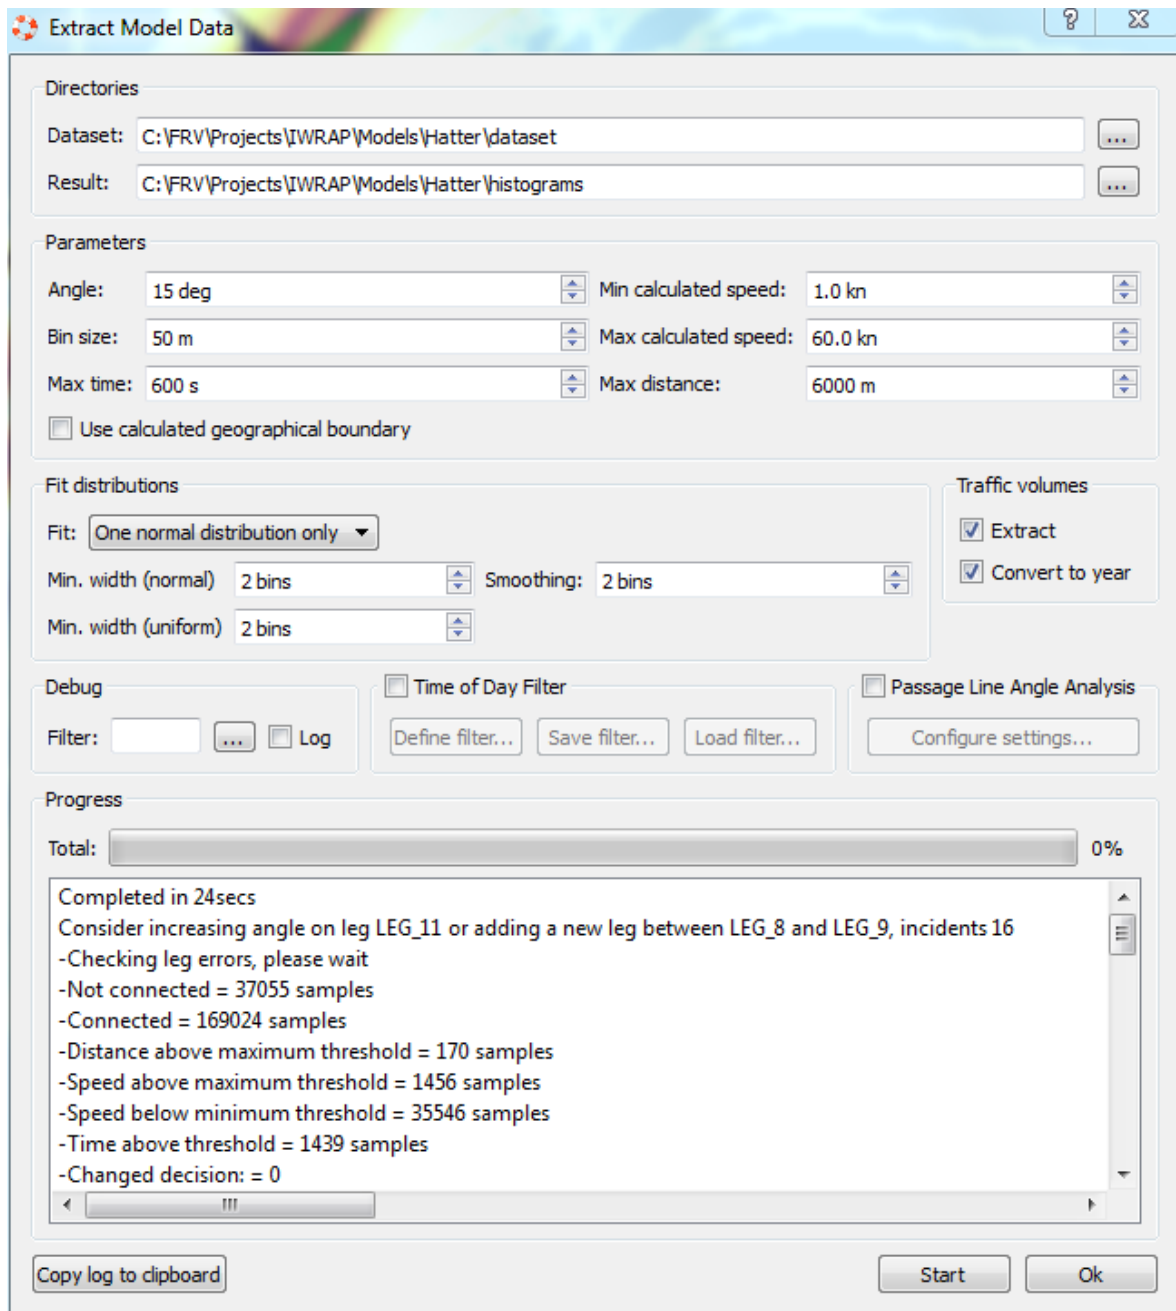 Extract Model Data
Directories
Dataset: C:\FRV\Projects\IWRAP\Models\Hatter\dataset ...
Result: C:\FRV\Projects\IWRAP\Models\Hatter\histograms ...
Parameters
Angle: 15 deg Min calculated speed: 1.0 kn
Bin size: 50 m Max calculated speed: 60.0 kn
Max time: 600 s Max distance: 6000 m
Use calculated geographical boundary
Fit distributions Traffic volumes
Fit: One normal distribution only Extract
Min. width (normal) 2 bins Smoothing: 2 bins Convert to year
Min. width (uniform) 2 bins
Debug Time of Day Filter Passage Line Angle Analysis
Filter: ... Log Define filter... Save filter... Load filter... Configure settings...
Progress
Total: 0%
Completed in 24secs
Consider increasing angle on leg LEG_11 or adding a new leg between LEG_8 and LEG_9, incidents 16
-Checking leg errors, please wait
-Not connected = 37055 samples
-Connected = 169024 samples
-Distance above maximum threshold = 170 samples
-Speed above maximum threshold = 1456 samples
-Speed below minimum threshold = 35546 samples
-Time above threshold = 1439 samples
-Changed decision: = 0
Copy log to clipboard Start Ok